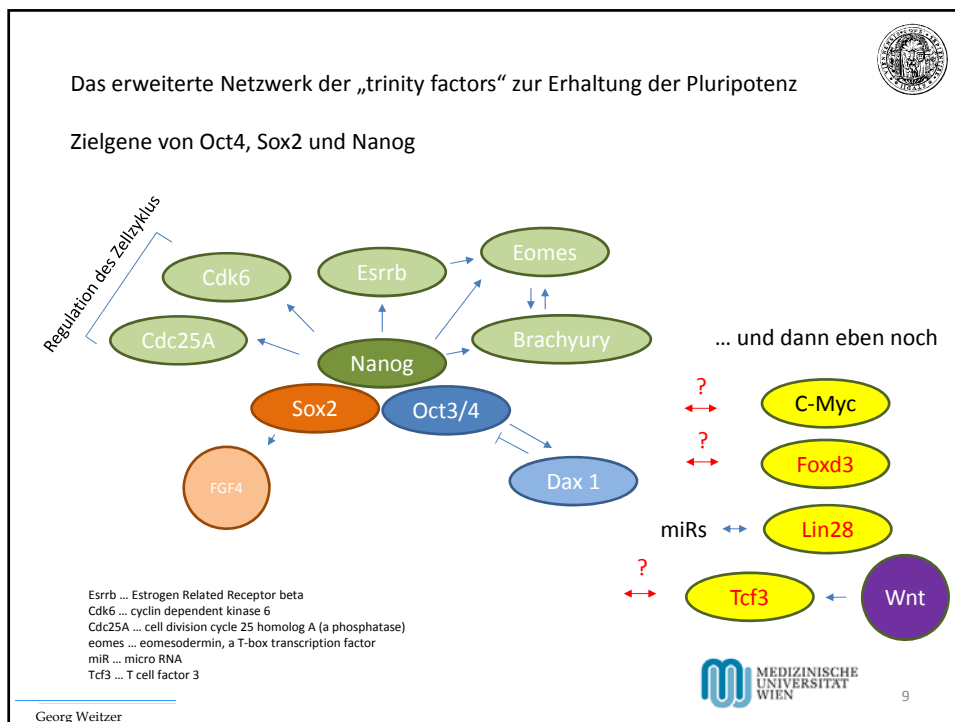 Das erweiterte Netzwerk der „trinity factors“ zur Erhaltung der Pluripotenz
Zielgene von Oct4, Sox2 und Nanog
Regulation des Zellzyklus
Cdk6
Esrrb
Eomes
Cdc25A
Nanog
Brachyury
Sox2
Oct3/4
FGF4
Dax 1
... und dann eben noch
?
C-Myc
?
Foxd3
miRs
Lin28
?
Tcf3
Wnt
Esrrb ... Estrogen Related Receptor beta
Cdk6 ... cyclin dependent kinase 6
Cdc25A ... cell division cycle 25 homolog A (a phosphatase)
eomes ... eomesodermin, a T-box transcription factor
miR ... micro RNA
Tcf3 ... T cell factor 3
MEDIZINISCHE
UNIVERSITÄT
WIEN
9
Georg Weitzer